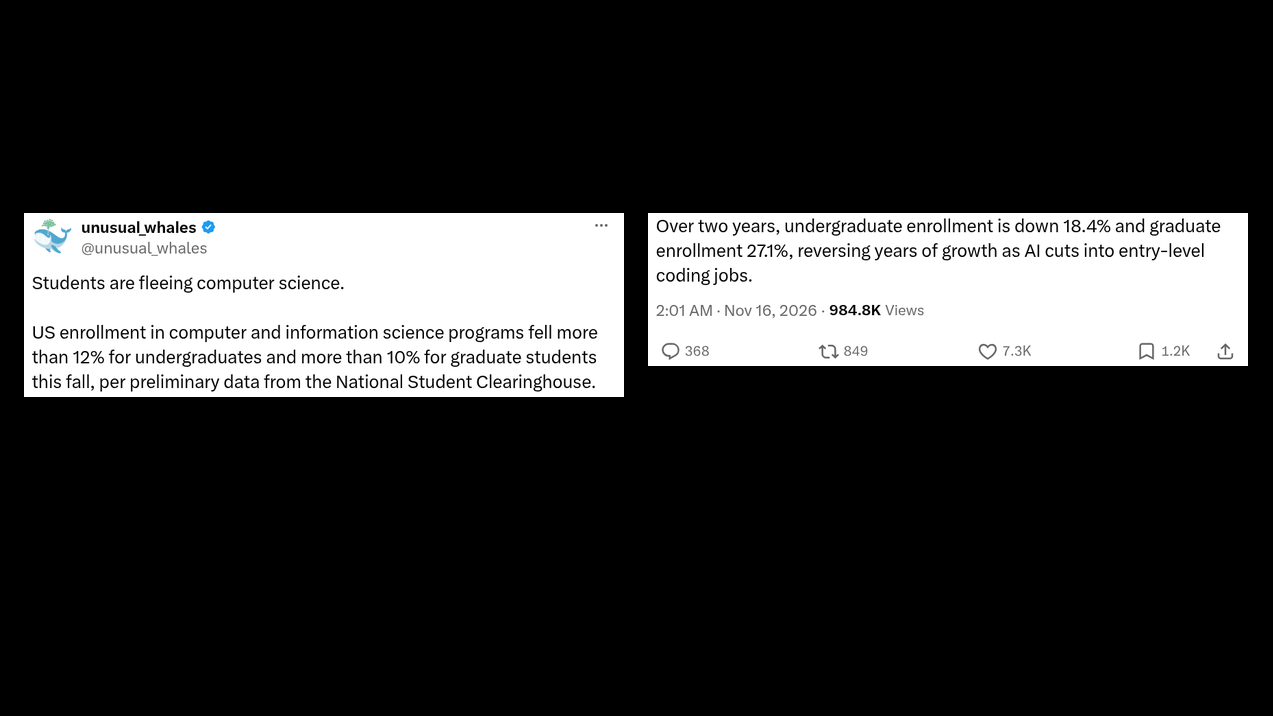 unusual_whales
@unusual_whales
Students are fleeing computer science.
US enrollment in computer and information science programs fell more
than 12% for undergraduates and more than 10% for graduate students
this fall, per preliminary data from the National Student Clearinghouse.
Over two years, undergraduate enrollment is down 18.4% and graduate
enrollment 27.1%, reversing years of growth as AI cuts into entry-level
coding jobs.
2:01 AM · Nov 16, 2026 · 984.8K Views
368 849 7.3K 1.2K